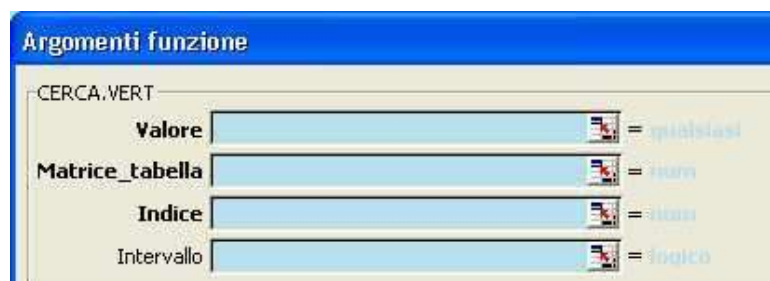 Argomenti funzione
CERCA.VERT
Valore = qualsiasi
Matrice_tabella = num
Indice = num
Intervallo = logico